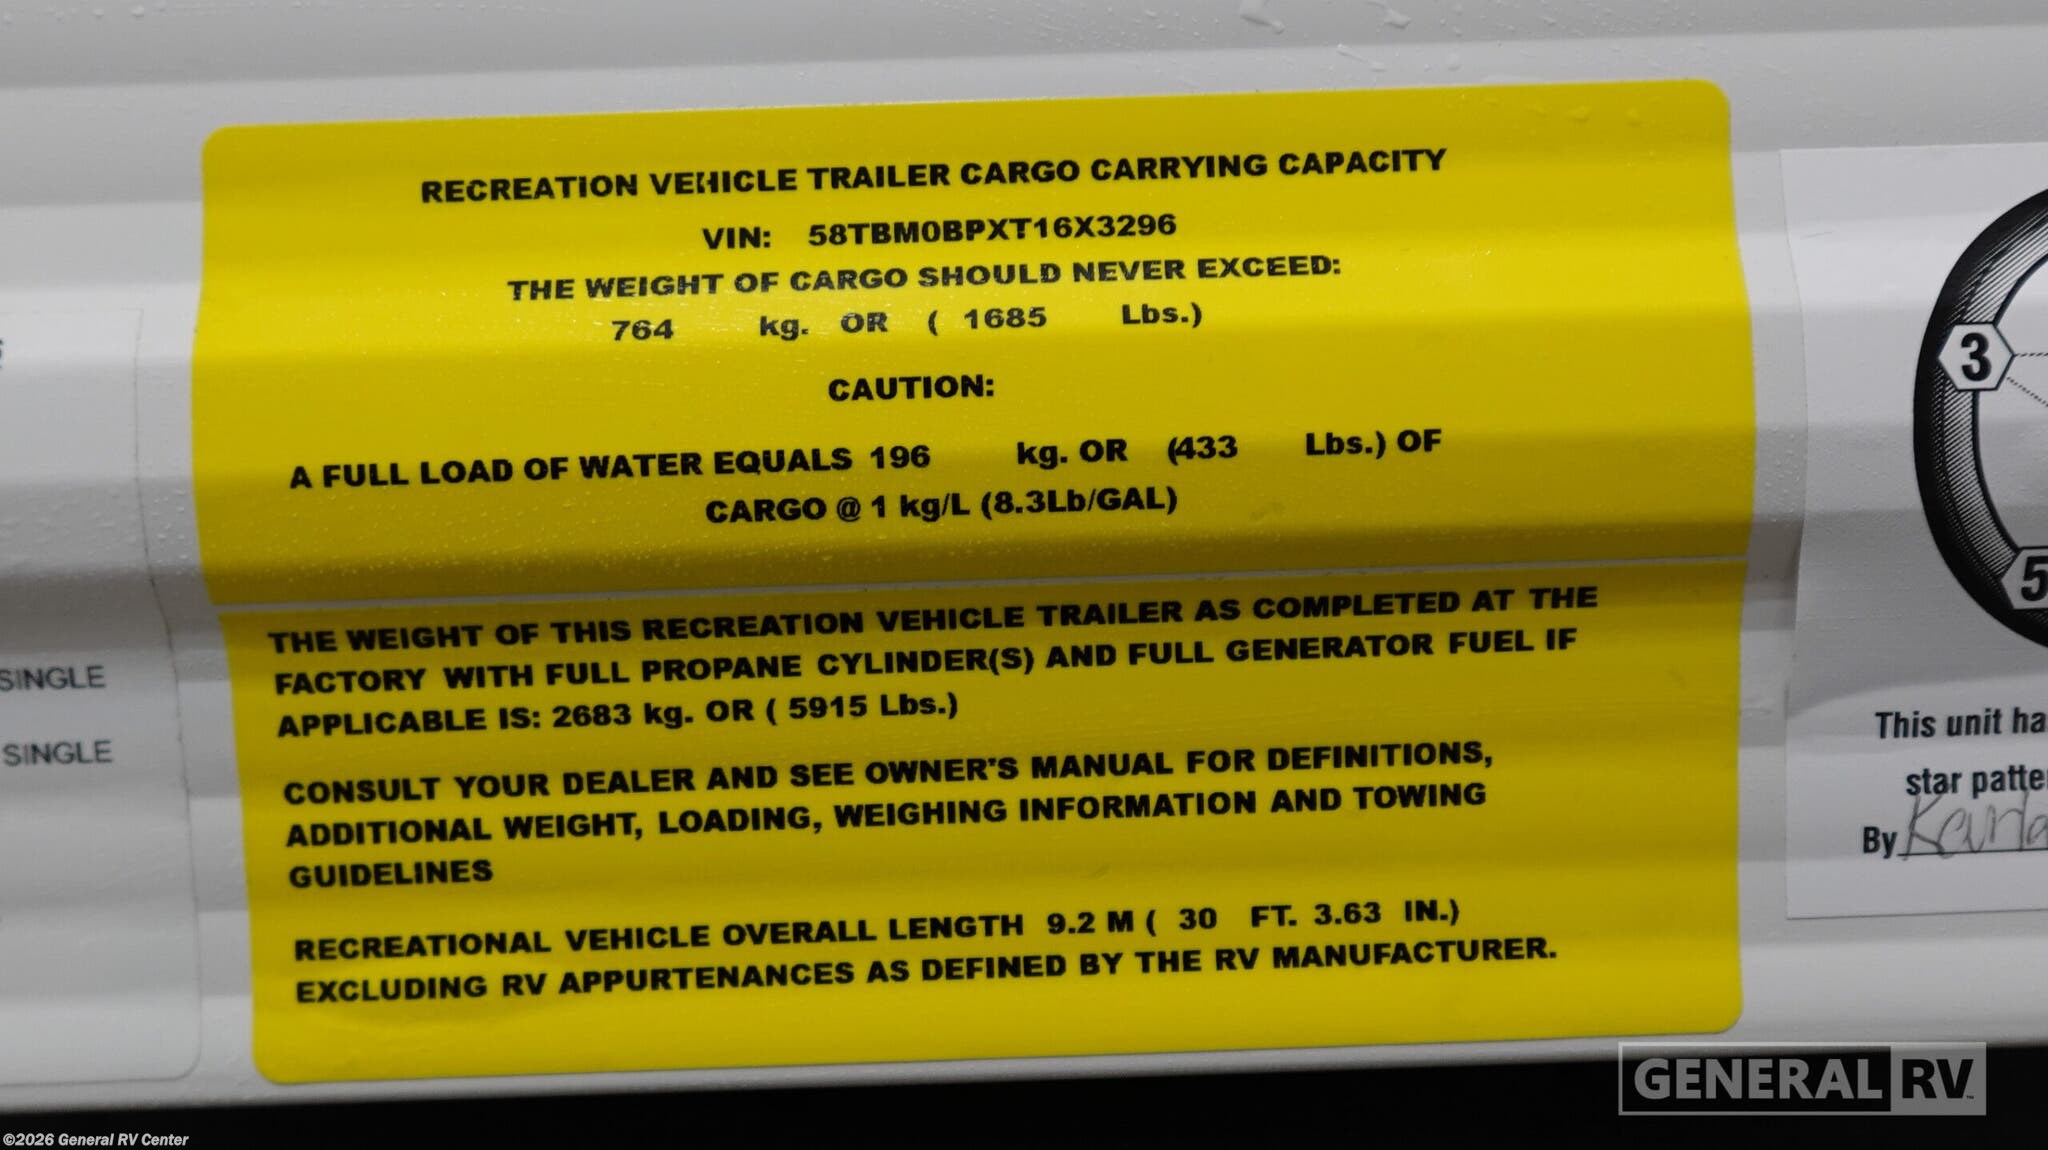 RECREATION VEHICLE TRAILER CARGO CARRYING CAPACITY
VIN: 58TBM0BPXT16X3296
THE WEIGHT OF CARGO SHOULD NEVER EXCEED:
764 kg. OR ( 1685 Lbs.)
CAUTION:
A FULL LOAD OF WATER EQUALS 196 kg. OR (433 Lbs.) OF
CARGO @ 1 kg/L (8.3Lb/GAL)
THE WEIGHT OF THIS RECREATION VEHICLE TRAILER AS COMPLETED AT THE
FACTORY WITH FULL PROPANE CYLINDER(S) AND FULL GENERATOR FUEL IF
APPLICABLE IS: 2683 kg. OR ( 5915 Lbs.)
CONSULT YOUR DEALER AND SEE OWNER'S MANUAL FOR DEFINITIONS,
ADDITIONAL WEIGHT, LOADING, WEIGHING INFORMATION AND TOWING
GUIDELINES
RECREATIONAL VEHICLE OVERALL LENGTH 9.2 M ( 30 FT. 3.63 IN.)
EXCLUDING RV APPURTENANCES AS DEFINED BY THE RV MANUFACTURER.
SINGLE
SINGLE
3
5
This unit ha
star patte
By Karla
GENERAL RV
©2026 General RV Center